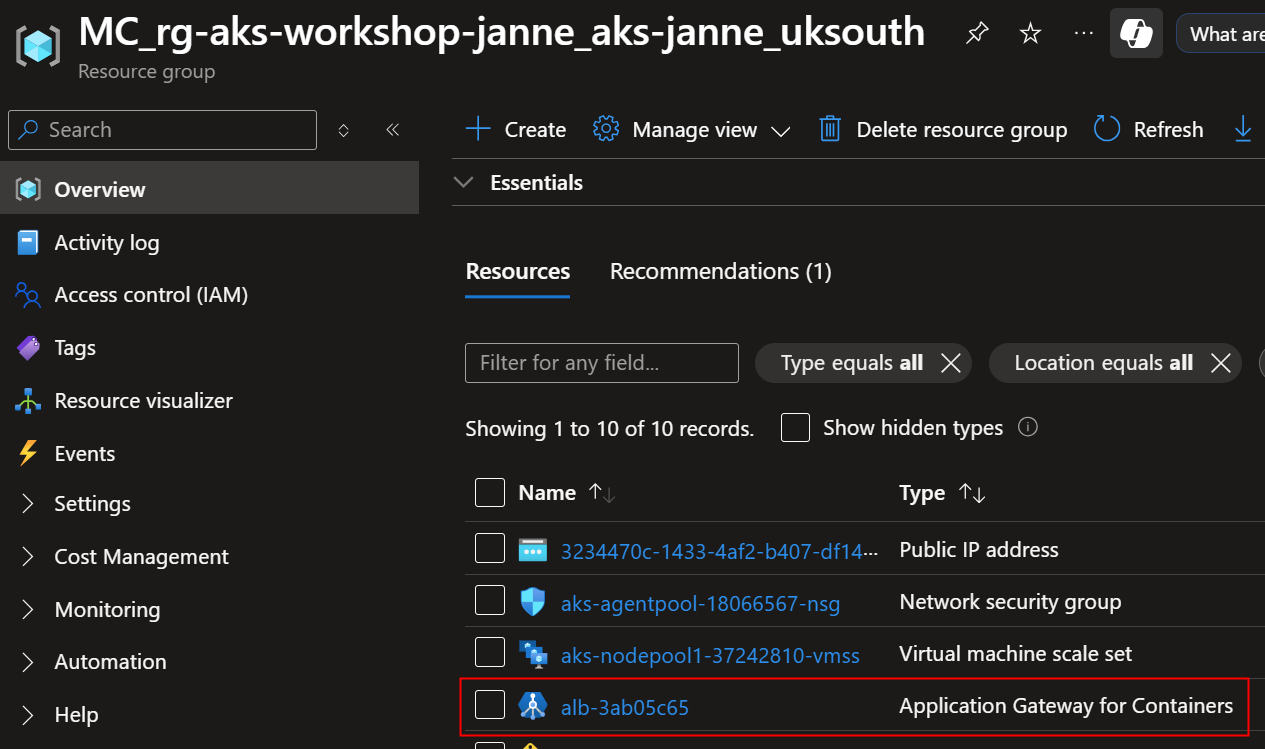 MC_rg-aks-workshop-janne_aks-janne_uksouth
Resource group
What are
Search
Create
Manage view
Delete resource group
Refresh
Overview
Activity log
Access control (IAM)
Tags
Resource visualizer
Events
Settings
Cost Management
Monitoring
Automation
Help
Essentials
Resources
Recommendations (1)
Filter for any field...
Type equals all
Location equals all
Showing 1 to 10 of 10 records.
Show hidden types
Name
Type
3234470c-1433-4af2-b407-df14...
Public IP address
aks-agentpool-18066567-nsg
Network security group
aks-nodepool1-37242810-vmss
Virtual machine scale set
alb-3ab05c65
Application Gateway for Containers